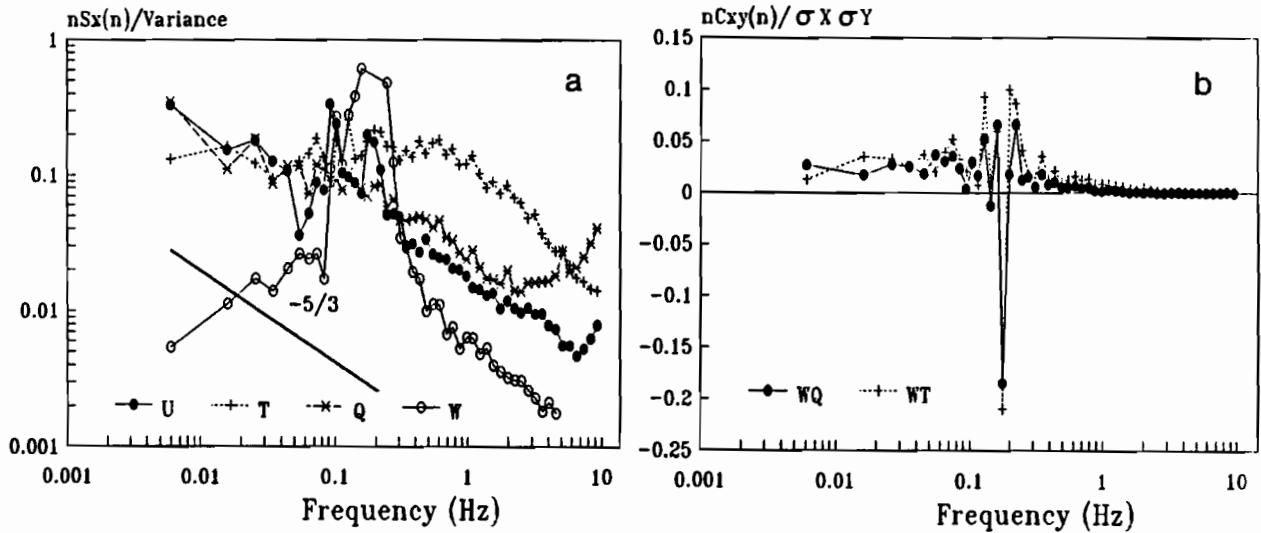 nSx(n)/Variance
a
1
0.1
0.01
0.001
-5/3
U T Q W
0.001 0.01 0.1 1 10
Frequency (Hz)
nCxy(n)/ σ X σ Y
b
0.15
0.1
0.05
0
-0.05
-0.1
-0.15
-0.2
-0.25
WQ WT
0.001 0.01 0.1 1 10
Frequency (Hz)